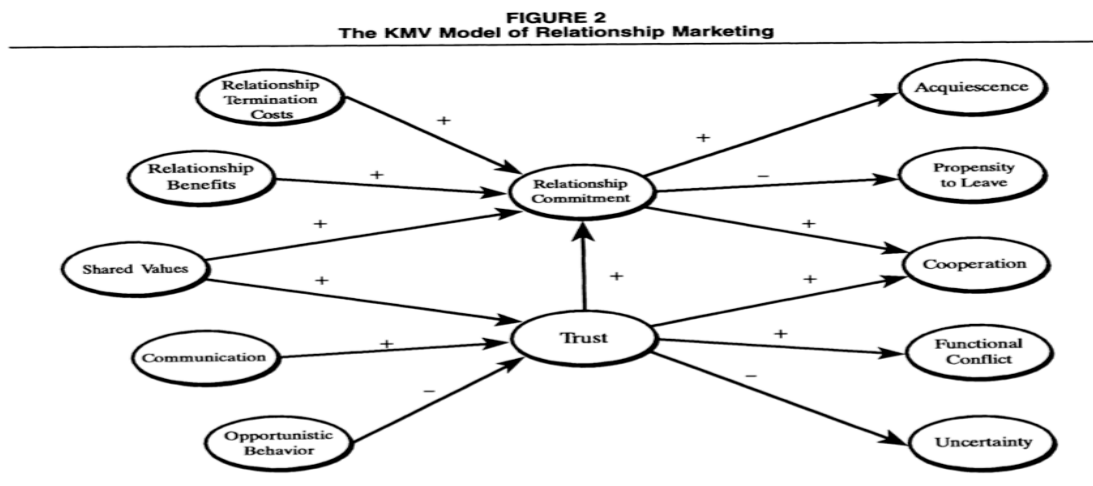 FIGURE 2
The KMV Model of Relationship Marketing
Relationship
Termination
Costs
Acquiescence
+
+
Relationship
Benefits
+
Relationship
Commitment
−
Propensity
to Leave
+
+
Shared Values
+
+
+
Cooperation
Communication
+
Trust
+
Functional
Conflict
−
−
Opportunistic
Behavior
Uncertainty